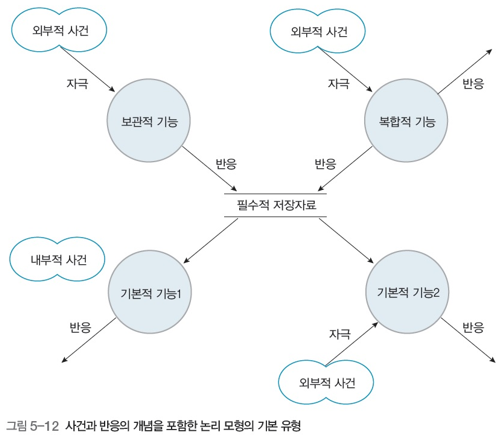 외부적 사건
외부적 사건
자극
자극
반응
보관적 기능
복합적 기능
반응
반응
필수적 저장자료
내부적 사건
기본적 기능1
기본적 기능2
반응
자극
반응
외부적 사건
그림 5-12 사건과 반응의 개념을 포함한 논리 모형의 기본 유형